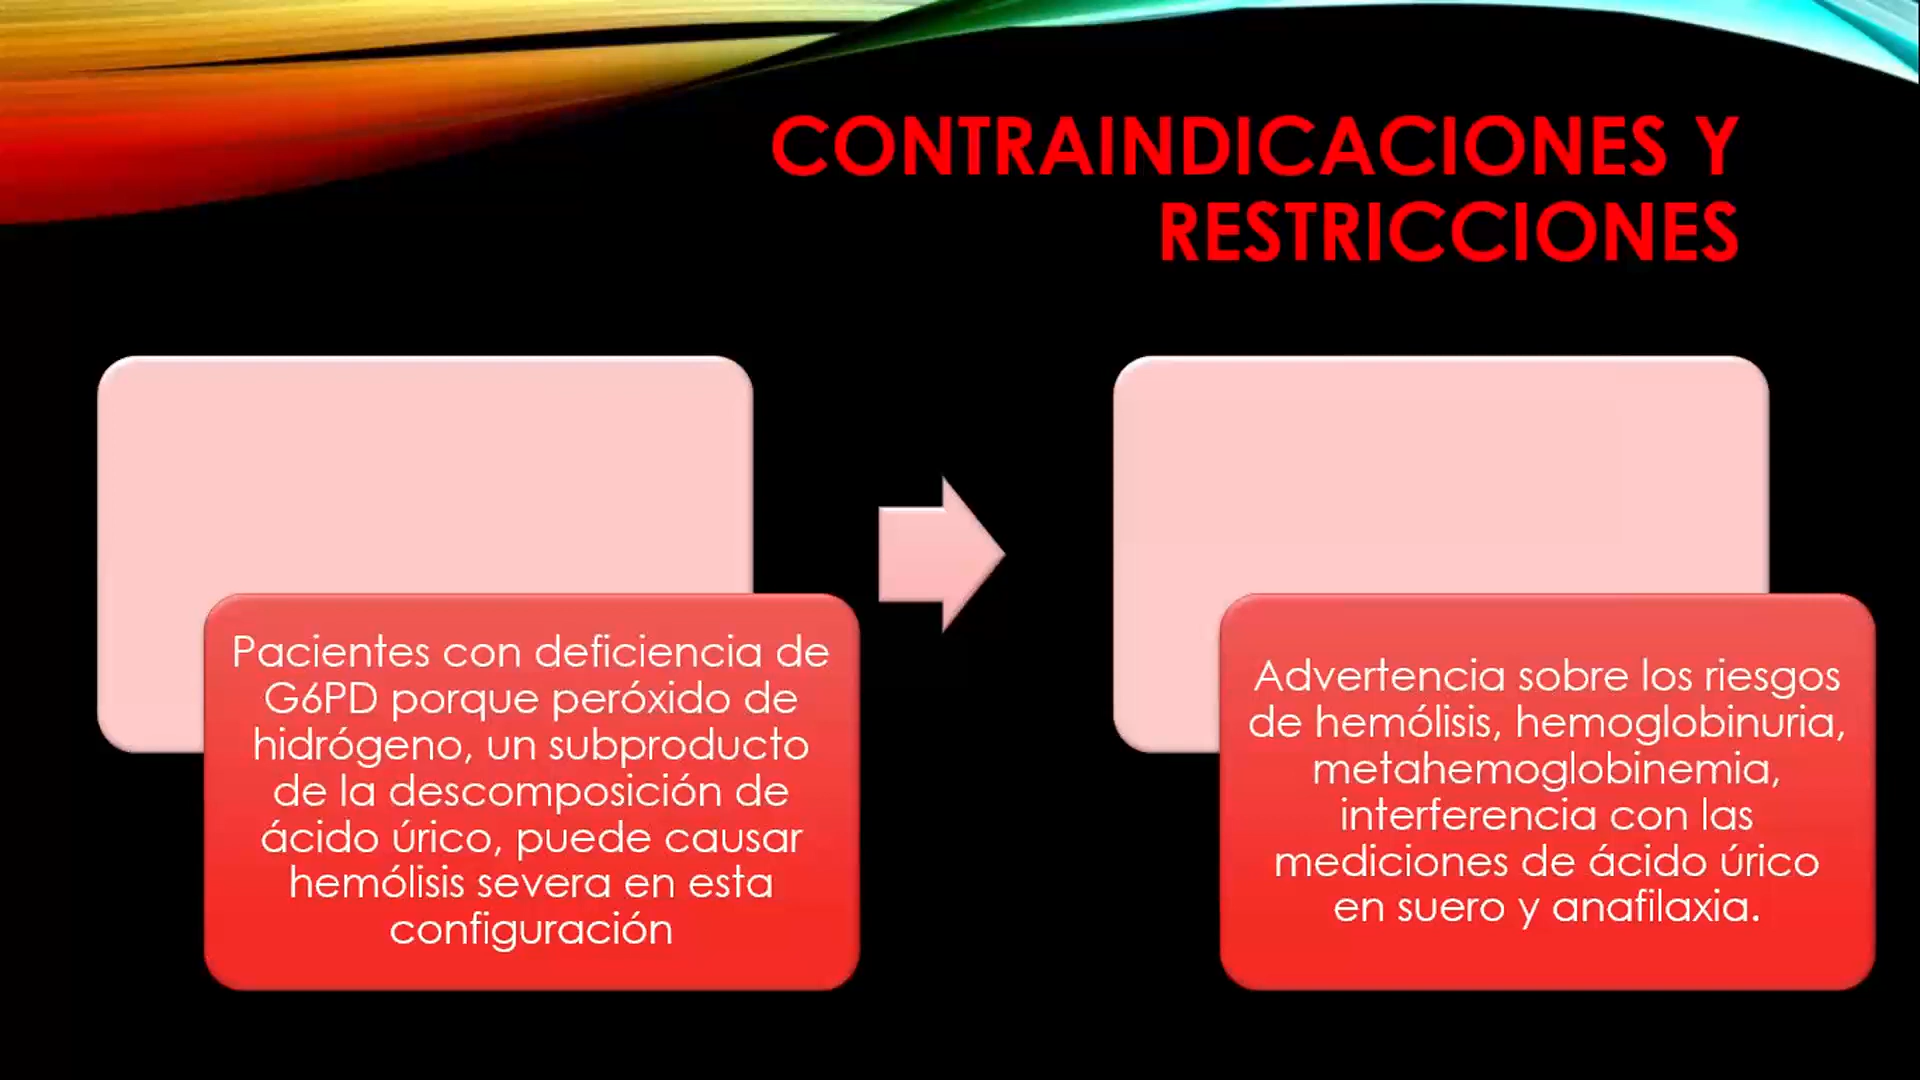 CONTRAINDICACIONES Y
RESTRICCIONES
Pacientes con deficiencia de
G6PD porque peróxido de
hidrógeno, un subproducto
de la descomposición de
ácido úrico, puede causar
hemólisis severa en esta
configuración
Advertencia sobre los riesgos
de hemólisis, hemoglobinuria,
metahemoglobinemia,
interferencia con las
mediciones de ácido úrico
en suero y anafilaxia.